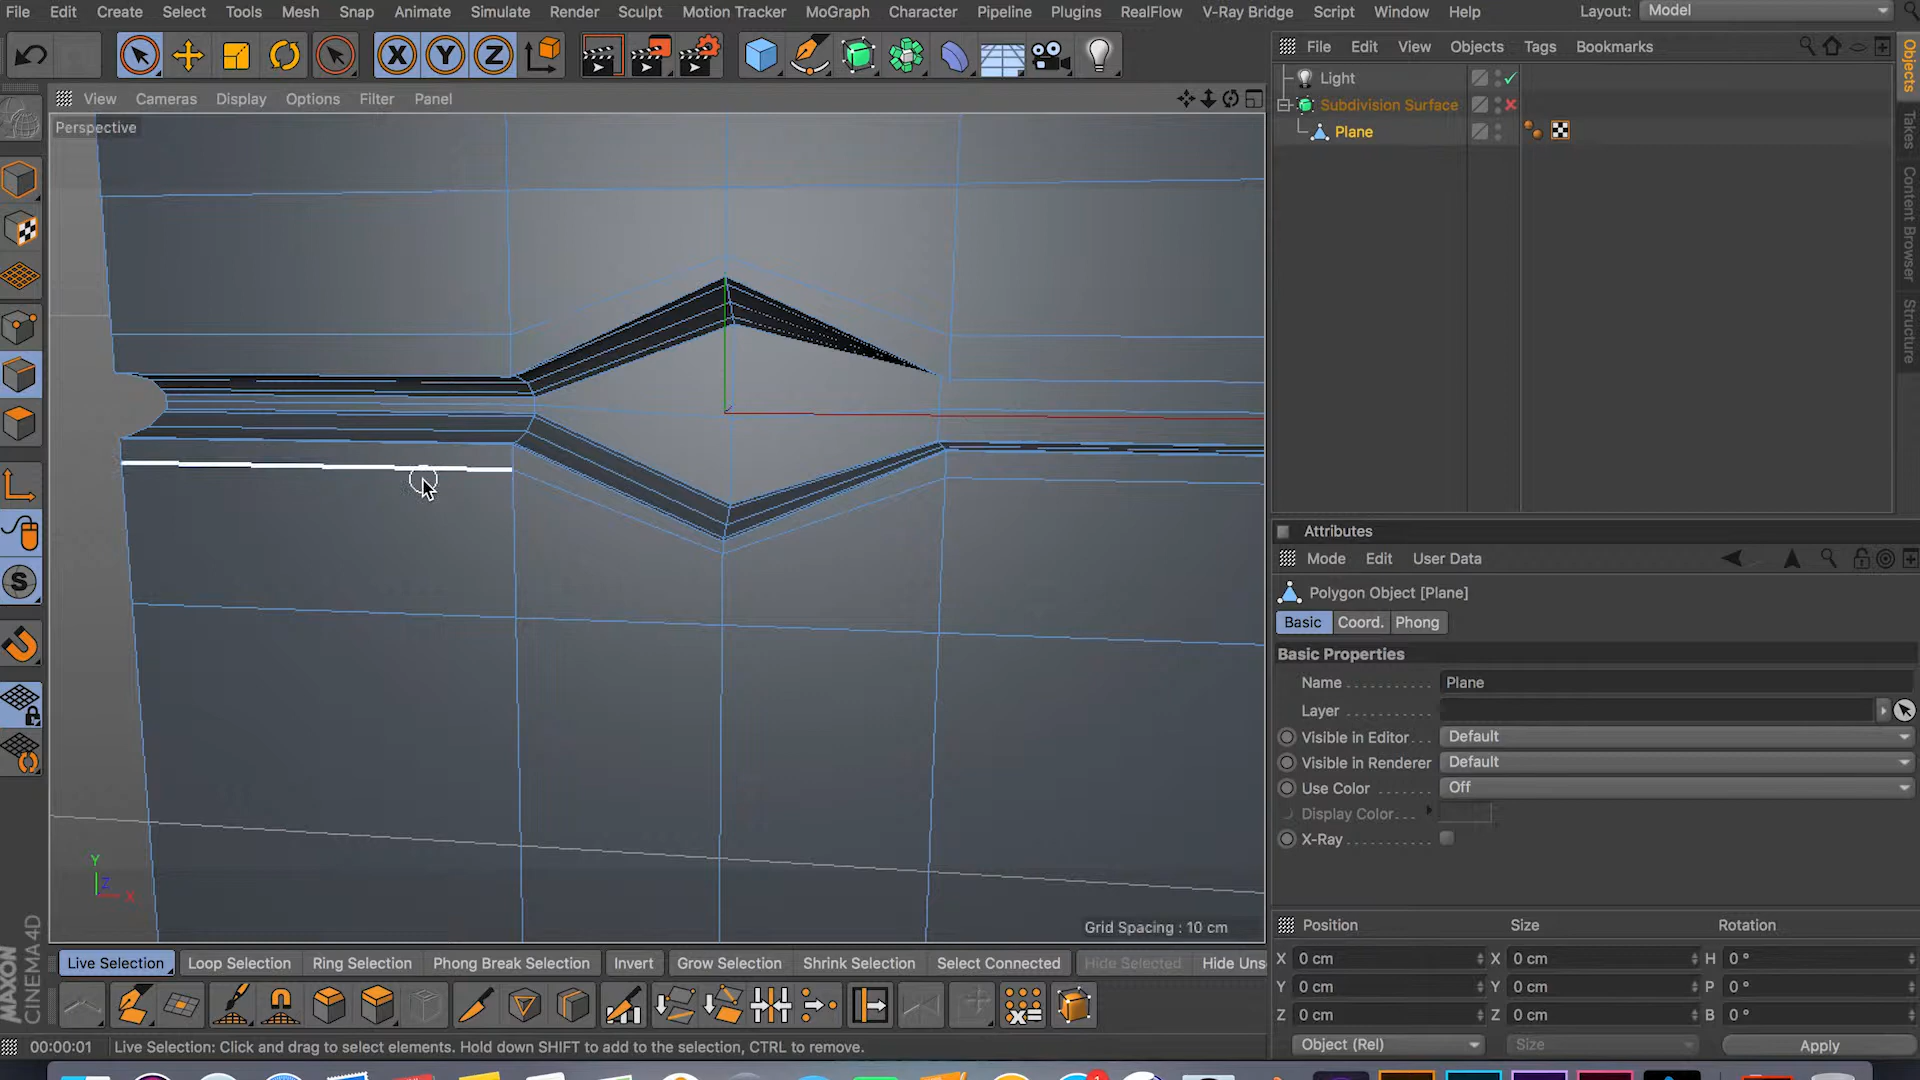 File Edit Create Select Tools Mesh Snap Animate Simulate Render Sculpt Motion Tracker MoGraph Character Pipeline Plugins RealFlow V-Ray Bridge Script Window Help Layout: Model
X Y Z
File Edit View Objects Tags Bookmarks
View Cameras Display Options Filter Panel
Perspective
Light
Subdivision Surface
Plane
Objects
Takes
Content Browser
Structure
Attributes
Mode Edit User Data
Polygon Object [Plane]
Basic Coord. Phong
Basic Properties
Name Plane
Layer
Visible in Editor Default
Visible in Renderer Default
Use Color Off
Display Color
X-Ray
S
Y
Z
X
Grid Spacing : 10 cm
Position Size Rotation
X 0 cm X 0 cm H 0 °
Y 0 cm Y 0 cm P 0 °
Z 0 cm Z 0 cm B 0 °
Object (Rel) Size Apply
Live Selection Loop Selection Ring Selection Phong Break Selection Invert Grow Selection Shrink Selection Select Connected Hide Selected Hide Uns
MAXON
CINEMA 4D
00:00:01 Live Selection: Click and drag to select elements. Hold down SHIFT to add to the selection, CTRL to remove.
1